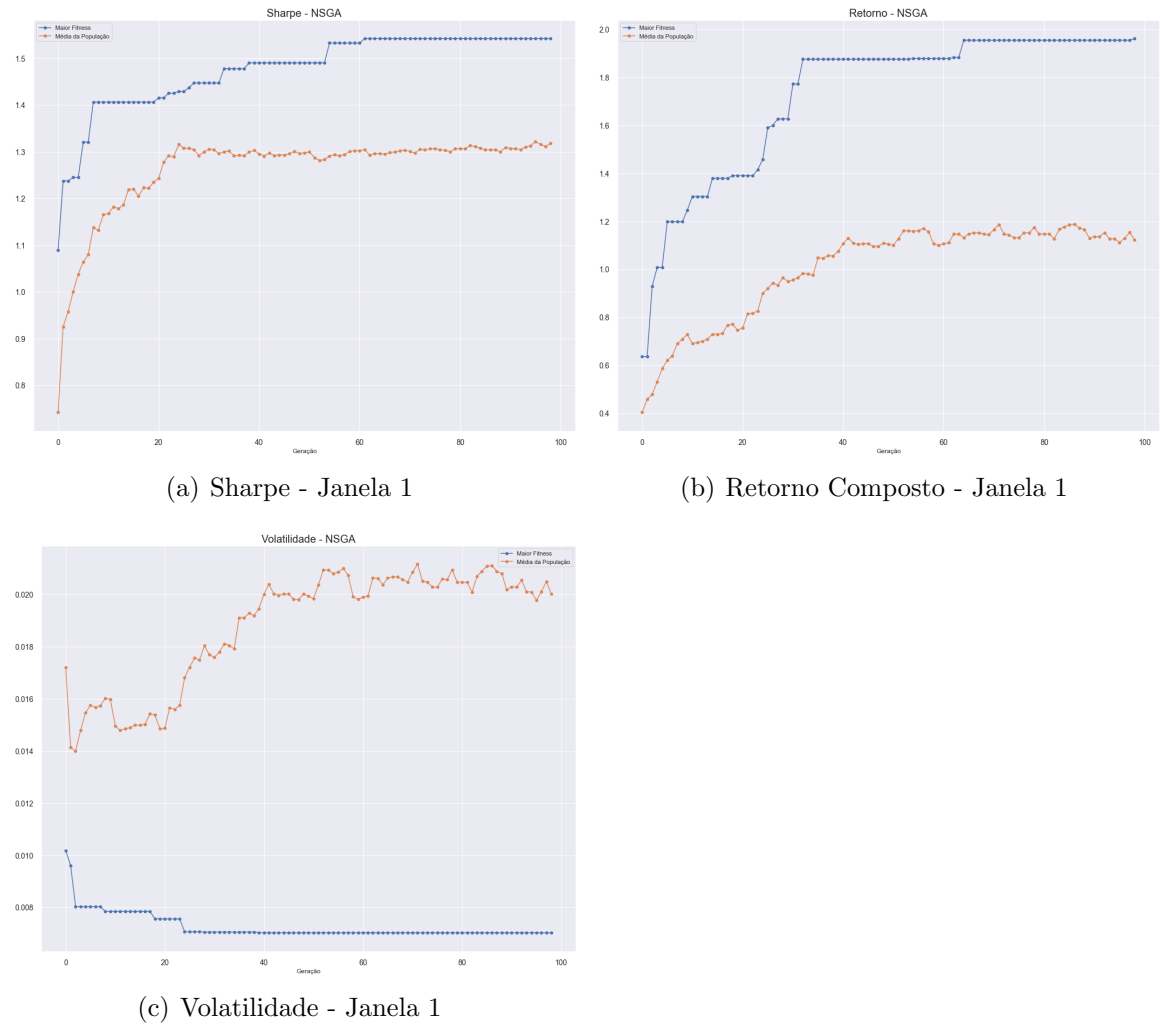 Sharpe - NSGA
Maior Fitness
Média da População
1.5
1.4
1.3
1.2
1.1
1.0
0.9
0.8
0 20 40 60 80 100
Geração
(a) Sharpe - Janela 1
Retorno - NSGA
Maior Fitness
Média da População
2.0
1.8
1.6
1.4
1.2
1.0
0.8
0.6
0.4
0 20 40 60 80 100
Geração
(b) Retorno Composto - Janela 1
Volatilidade - NSGA
Maior Fitness
Média da População
0.020
0.018
0.016
0.014
0.012
0.010
0.008
0 20 40 60 80 100
Geração
(c) Volatilidade - Janela 1